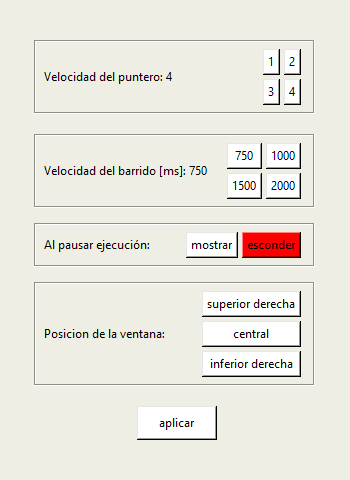 Velocidad del puntero: 4
1 2
3 4
Velocidad del barrido [ms]: 750
750 1000
1500 2000
Al pausar ejecución: mostrar esconder
superior derecha
Posicion de la ventana: central
inferior derecha
aplicar